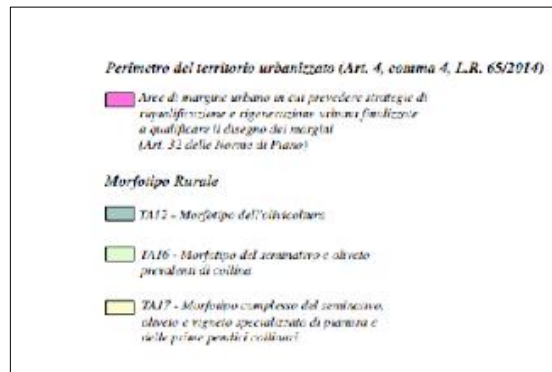 Perimetro del territorio urbanizzato (Art. 4, comma 4, L.R. 65/2014)
Aree di margine urbano in cui prevedere strategie di
riqualificazione e rigenerazione urbana finalizzate
a qualificare il disegno dei margini
(Art. 32 delle Norme di Piano)
Morfotipo Rurale
TA12 - Morfotipo dell'olivicoltura
TA16 - Morfotipo del seminativo e oliveto
prevalenti di collina
TA17 - Morfotipo complesso del seminativo,
oliveto e vigneto specializzato di pianura e
delle prime pendici collinari